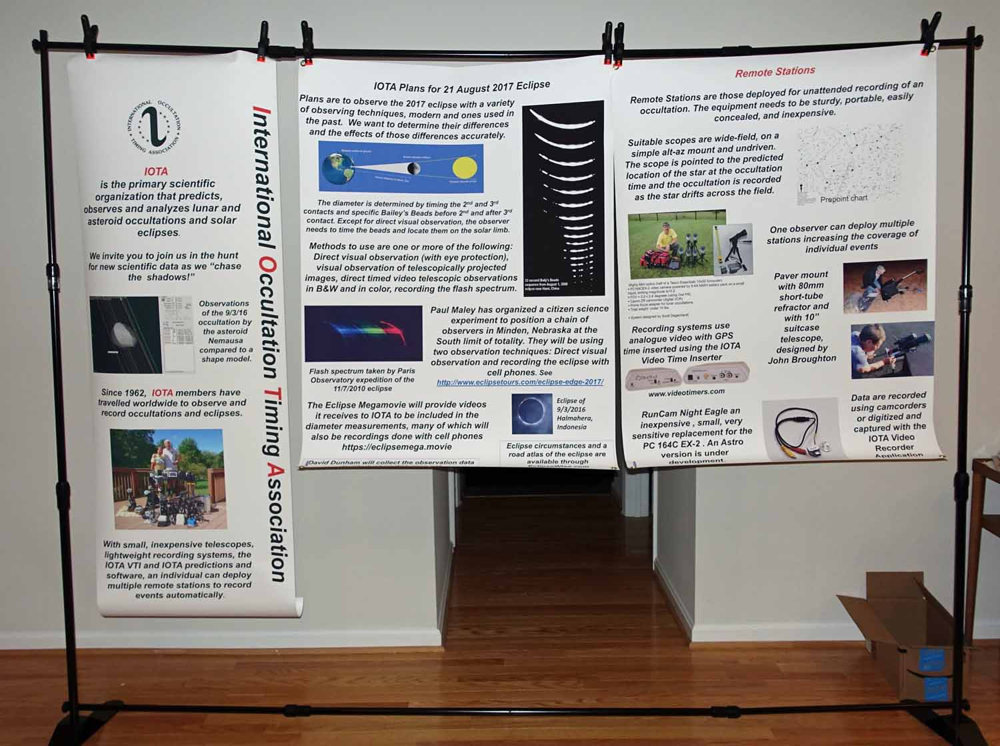 INTERNATIONAL OCCULTATION
TIMING ASSOCIATION
IOTA
is the primary scientific
organization that predicts,
observes and analyzes lunar and
asteroid occultations and solar
eclipses.
We invite you to join us in the hunt
for new scientific data as we “chase
the shadows!”
Observations
of the 9/3/16
occultation by
the asteroid
Nemausa
compared to a
shape model.
Since 1962, IOTA members have
travelled worldwide to observe and
record occultations and eclipses.
With small, inexpensive telescopes,
lightweight recording systems, the
IOTA VTI and IOTA predictions and
software, an individual can deploy
multiple remote stations to record
events automatically.
International Occultation Timing Association
IOTA Plans for 21 August 2017 Eclipse
Plans are to observe the 2017 eclipse with a variety
of observing techniques, modern and ones used in
the past. We want to determine their differences
and the effects of those differences accurately.
The diameter is determined by timing the 2nd and 3rd
contacts and specific Bailey's Beads before 2nd and after 3rd
contact. Except for direct visual observation, the observer
needs to time the beads and locate them on the solar limb.
Methods to use are one or more of the following:
Direct visual observation (with eye protection),
visual observation of telescopically projected
images, direct timed video telescopic observations
in B&W and in color, recording the flash spectrum.
23 second Baily's Beads
sequence from August 1, 2008
eclipse near Hami, China
Flash spectrum taken by Paris
Observatory expedition of the
11/7/2010 eclipse
Paul Maley has organized a citizen science
experiment to position a chain of
observers in Minden, Nebraska at the
South limit of totality. They will be using
two observation techniques: Direct visual
observation and recording the eclipse with
cell phones. See
http://www.eclipsetours.com/eclipse-edge-2017/
The Eclipse Megamovie will provide videos
it receives to IOTA to be included in the
diameter measurements, many of which will
also be recordings done with cell phones
https://eclipsemega.movie
Eclipse of
9/3/2016
Halmahera,
Indonesia
David Dunham will collect the observation data
Eclipse circumstances and a
road atlas of the eclipse are
available through
EclipseWise.com
Remote Stations
Remote Stations are those deployed for unattended recording of an
occultation. The equipment needs to be sturdy, portable, easily
concealed, and inexpensive.
Suitable scopes are wide-field, on a
simple alt-az mount and undriven.
The scope is pointed to the predicted
location of the star at the occultation
time and the occultation is recorded
as the star drifts across the field.
Prepoint chart
One observer can deploy multiple
stations increasing the coverage of
individual events
• System designed by Scott Degenhardt
Paver mount
with 80mm
short-tube
refractor and
with 10”
suitcase
telescope,
designed by
John Broughton
Recording systems use
analogue video with GPS
time inserted using the IOTA
Video Time Inserter
www.videotimers.com
RunCam Night Eagle an
inexpensive , small, very
sensitive replacement for the
PC 164C EX-2 . An Astro
version is under
development.
Data are recorded
using camcorders
or digitized and
captured with the
IOTA Video
Recorder
Application